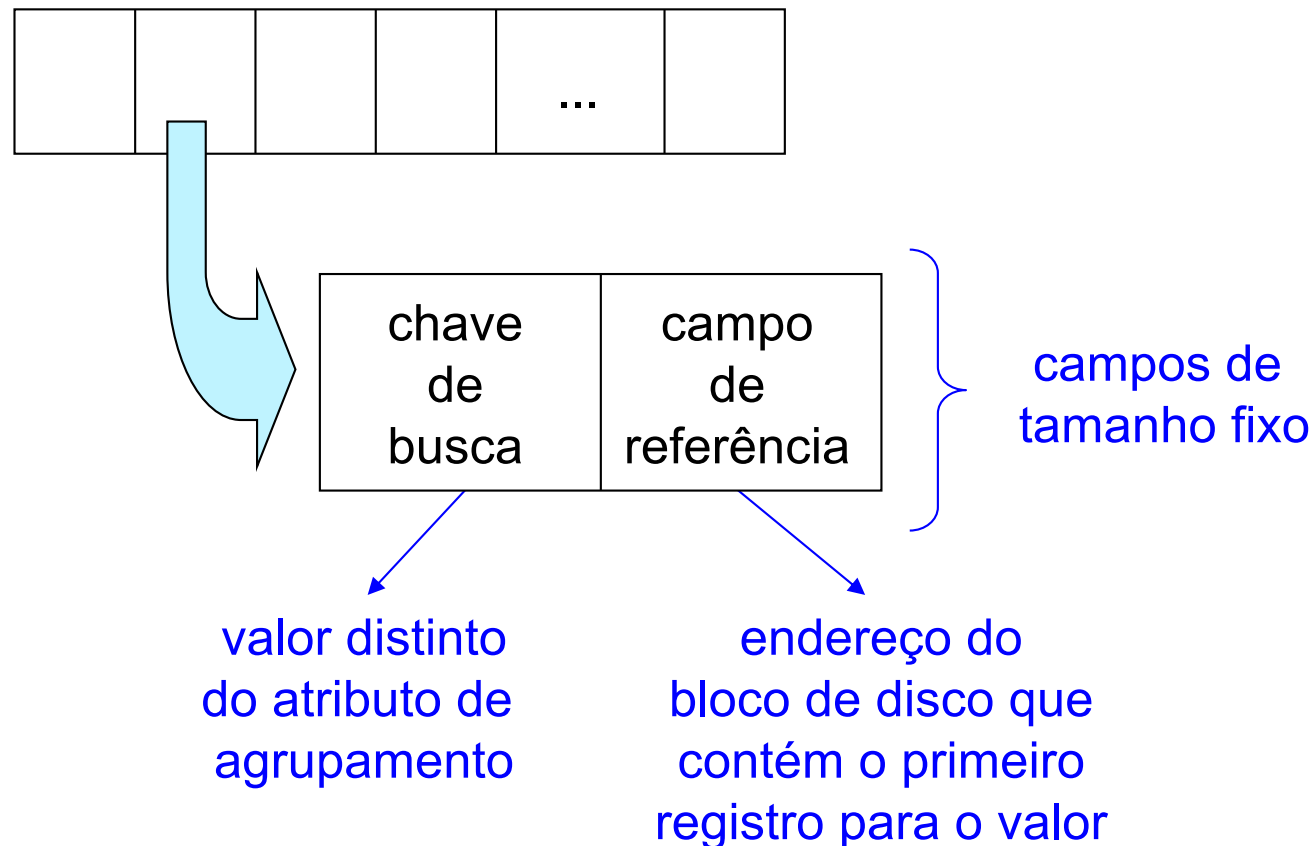 ...
chave
de
busca
campo
de
referência
campos de
tamanho fixo
valor distinto
do atributo de
agrupamento
endereço do
bloco de disco que
contém o primeiro
registro para o valor